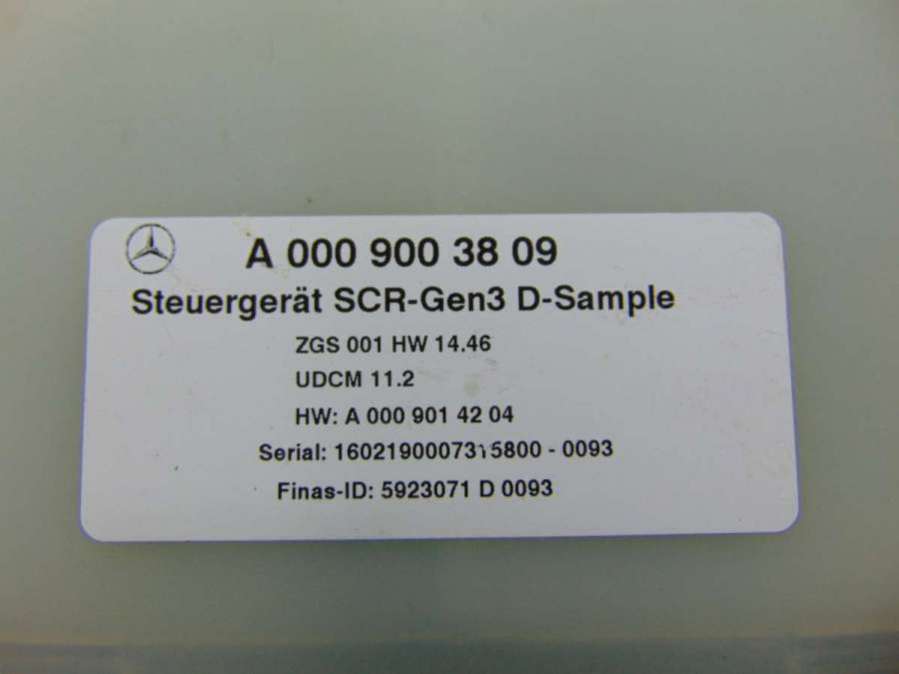 A 000 900 38 09
Steuergerät SCR-Gen3 D-Sample
ZGS 001 HW 14.46
UDCM 11.2
HW: A 000 901 42 04
Serial: 1602190007315800 - 0093
Finas-ID: 5923071 D 0093